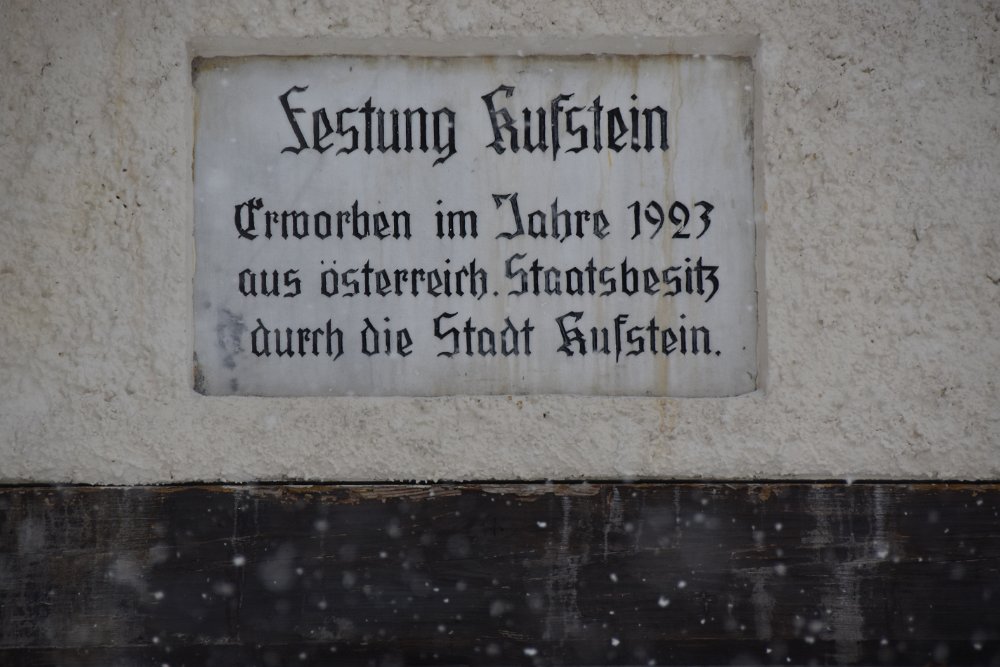 Festung Kufstein
Erworben im Jahre 1923
aus österreich. Staatsbesitz
durch die Stadt Kufstein.